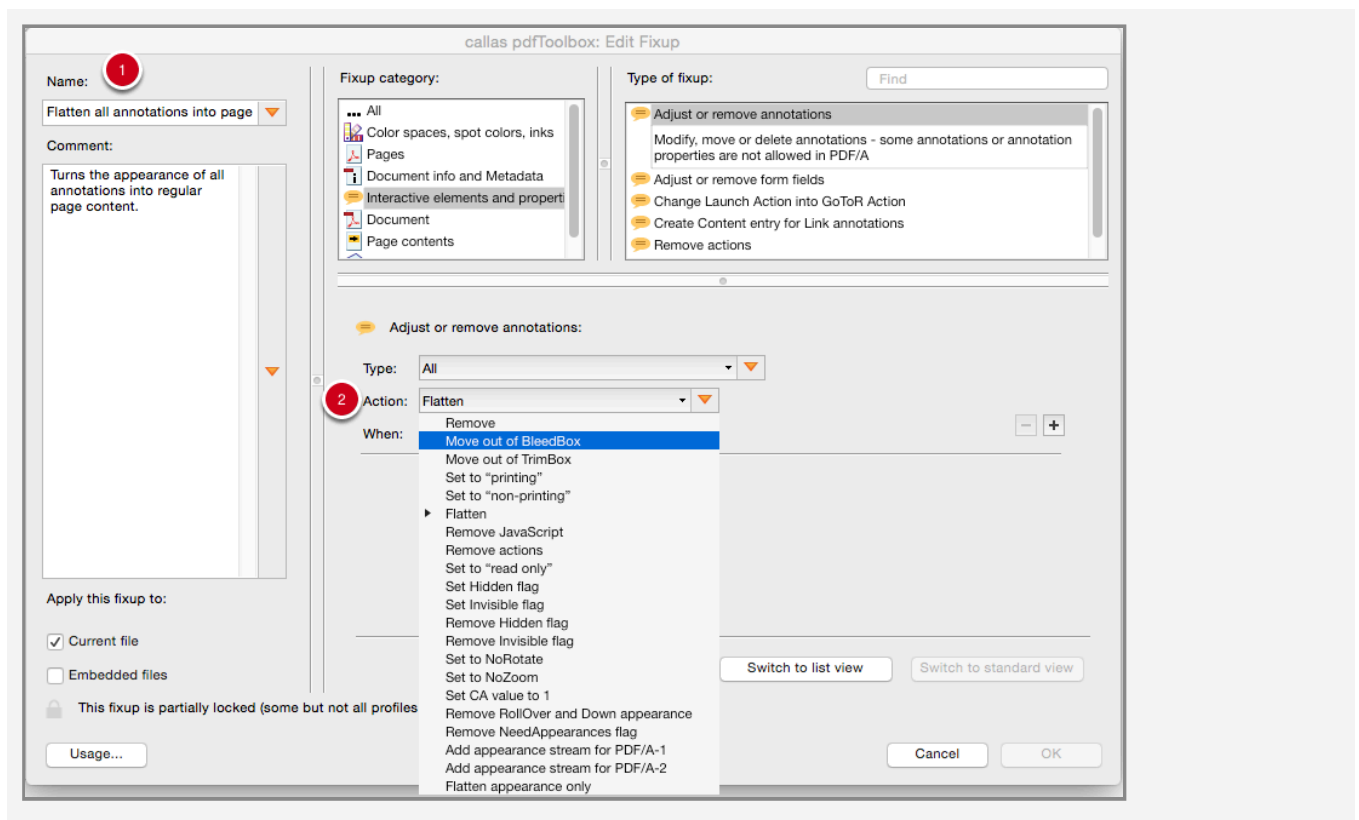 callas pdfToolbox: Edit Fixup
1
Name:
Flatten all annotations into page
Comment:
Turns the appearance of all
annotations into regular
page content.
Apply this fixup to:
Current file
Embedded files
This fixup is partially locked (some but not all profiles
Usage...
Fixup category:
... All
Color spaces, spot colors, inks
Pages
Document info and Metadata
Interactive elements and properti
Document
Page contents
Type of fixup:
Find
Adjust or remove annotations
Modify, move or delete annotations - some annotations or annotation
properties are not allowed in PDF/A
Adjust or remove form fields
Change Launch Action into GoToR Action
Create Content entry for Link annotations
Remove actions
Adjust or remove annotations:
Type: All
2
Action: Flatten
When:
Remove
Move out of BleedBox
Move out of TrimBox
Set to “printing”
Set to “non-printing”
Flatten
Remove JavaScript
Remove actions
Set to “read only”
Set Hidden flag
Set Invisible flag
Remove Hidden flag
Remove Invisible flag
Set to NoRotate
Set to NoZoom
Set CA value to 1
Remove RollOver and Down appearance
Remove NeedAppearances flag
Add appearance stream for PDF/A-1
Add appearance stream for PDF/A-2
Flatten appearance only
Switch to list view
Switch to standard view
Cancel
OK